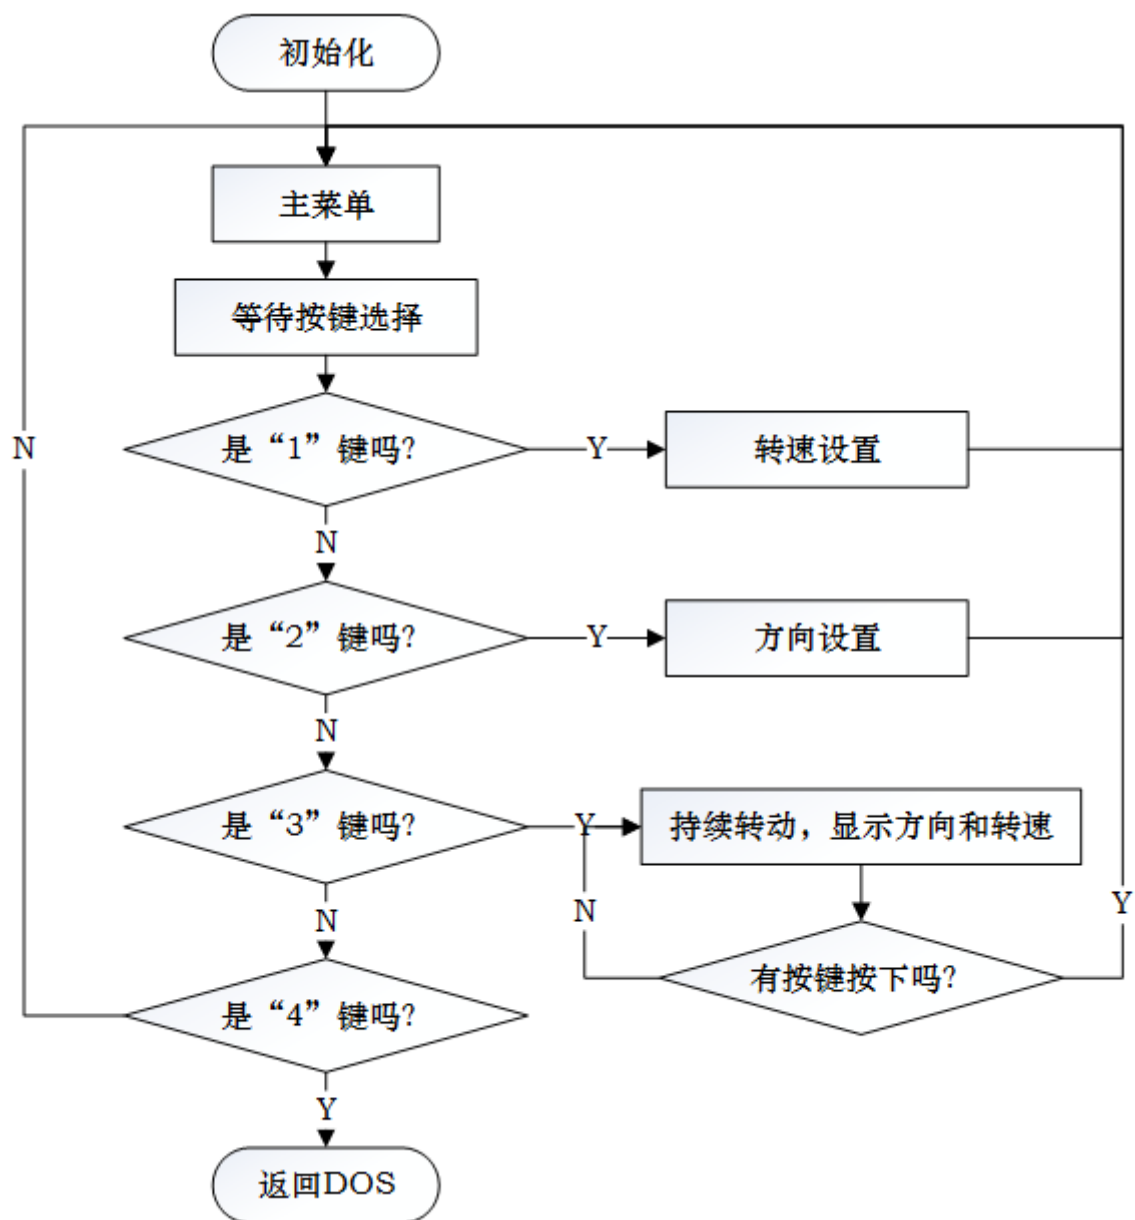 初始化
主菜单
等待按键选择
是“1”键吗?
Y
转速设置
N
N
是“2”键吗?
Y
方向设置
N
是“3”键吗?
Y
持续转动，显示方向和转速
N
N
Y
有按键按下吗?
是“4”键吗?
Y
返回DOS